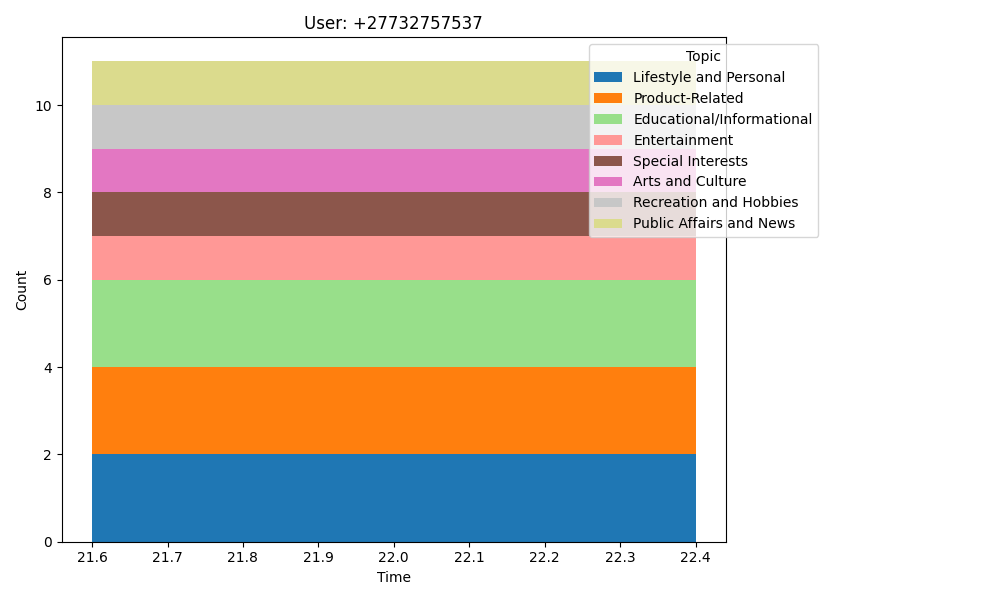 User: +27732757537
Topic
Lifestyle and Personal
Product-Related
Educational/Informational
Entertainment
Special Interests
Arts and Culture
Recreation and Hobbies
Public Affairs and News
Count
10
8
6
4
2
0
21.6 21.7 21.8 21.9 22.0 22.1 22.2 22.3 22.4
Time